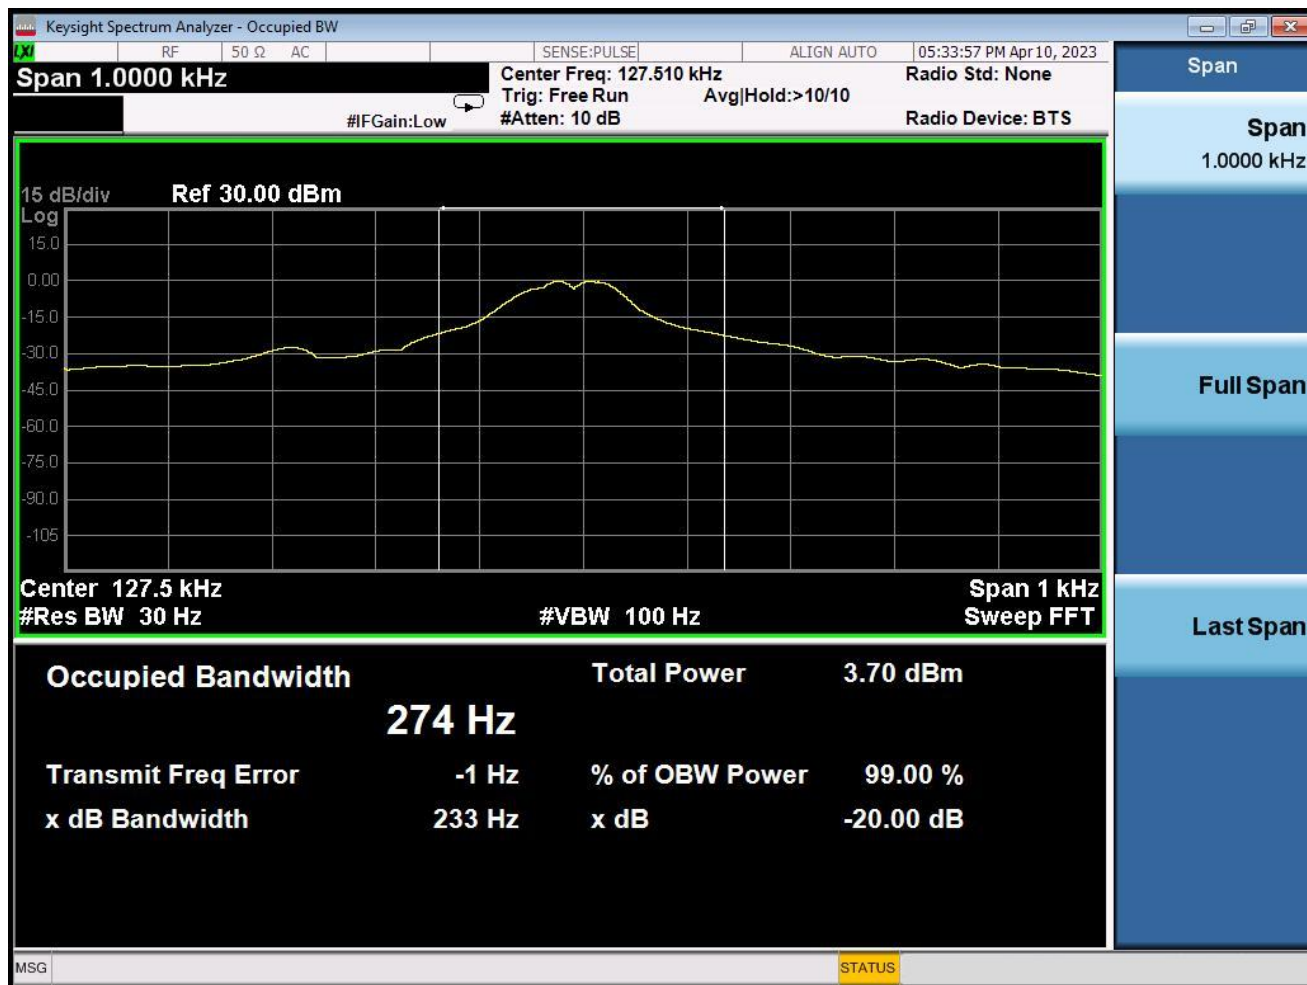 Keysight Spectrum Analyzer - Occupied BW
LXI RF 50 Ω AC SENSE:PULSE ALIGN AUTO 05:33:57 PM Apr 10, 2023
Span 1.0000 kHz
Center Freq: 127.510 kHz Radio Std: None
Trig: Free Run Avg|Hold:>10/10
#IFGain:Low #Atten: 10 dB Radio Device: BTS
15 dB/div Ref 30.00 dBm
Log
15.0
0.00
-15.0
-30.0
-45.0
-60.0
-75.0
-90.0
-105
Center 127.5 kHz Span 1 kHz
#Res BW 30 Hz #VBW 100 Hz Sweep FFT
Occupied Bandwidth Total Power 3.70 dBm
274 Hz
Transmit Freq Error -1 Hz % of OBW Power 99.00 %
x dB Bandwidth 233 Hz x dB -20.00 dB
MSG STATUS
Span
Span
1.0000 kHz
Full Span
Last Span